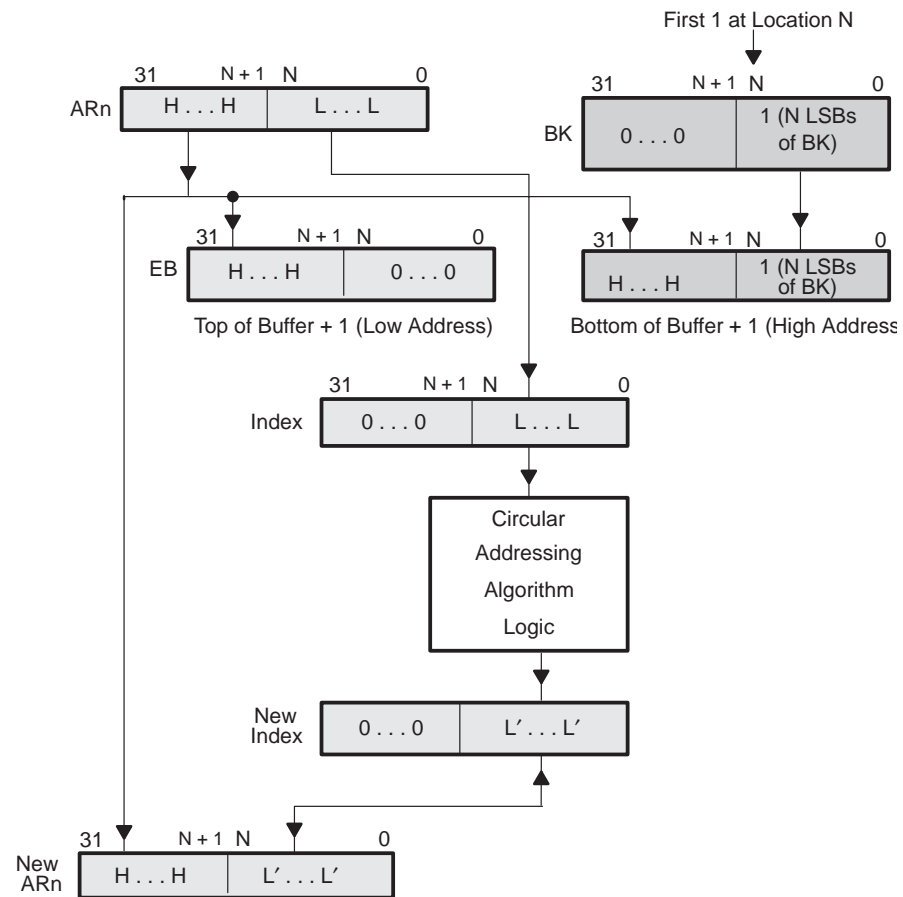 First 1 at Location N
31 N + 1 N 0
ARn H . . . H L . . . L
31 N + 1 N 0
BK 0 . . . 0 1 (N LSBs
of BK)
31 N + 1 N 0
EB H . . . H 0 . . . 0
Top of Buffer + 1 (Low Address)
31 N + 1 N 0
H . . . H 1 (N LSBs
of BK)
Bottom of Buffer + 1 (High Address
31 N + 1 N 0
Index 0 . . . 0 L . . . L
Circular
Addressing
Algorithm
Logic
New
Index 0 . . . 0 L′ . . . L′
31 N + 1 N 0
New
ARn H . . . H L′ . . . L′